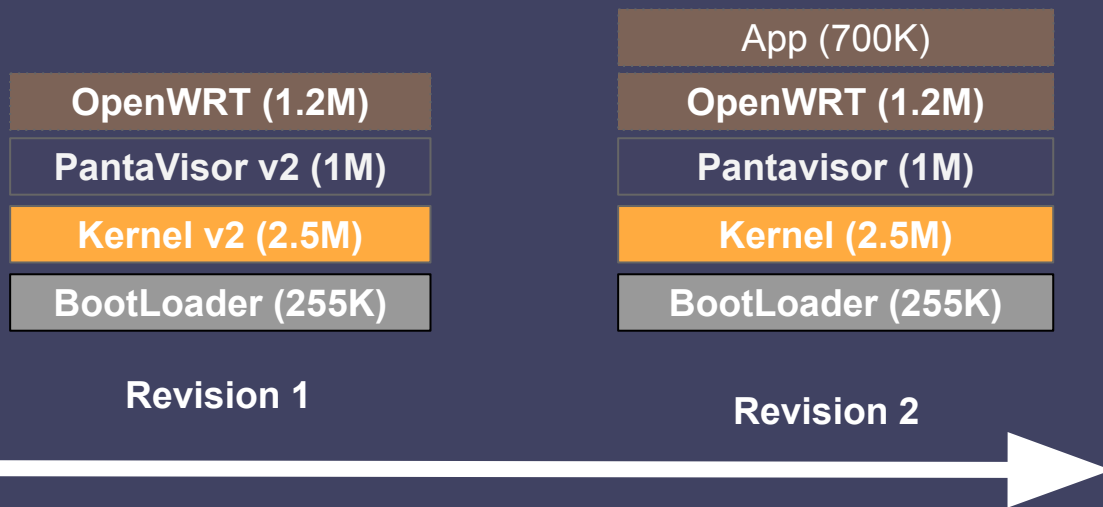 OpenWRT (1.2M)
PantaVisor v2 (1M)
Kernel v2 (2.5M)
BootLoader (255K)
Revision 1
App (700K)
OpenWRT (1.2M)
Pantavisor (1M)
Kernel (2.5M)
BootLoader (255K)
Revision 2